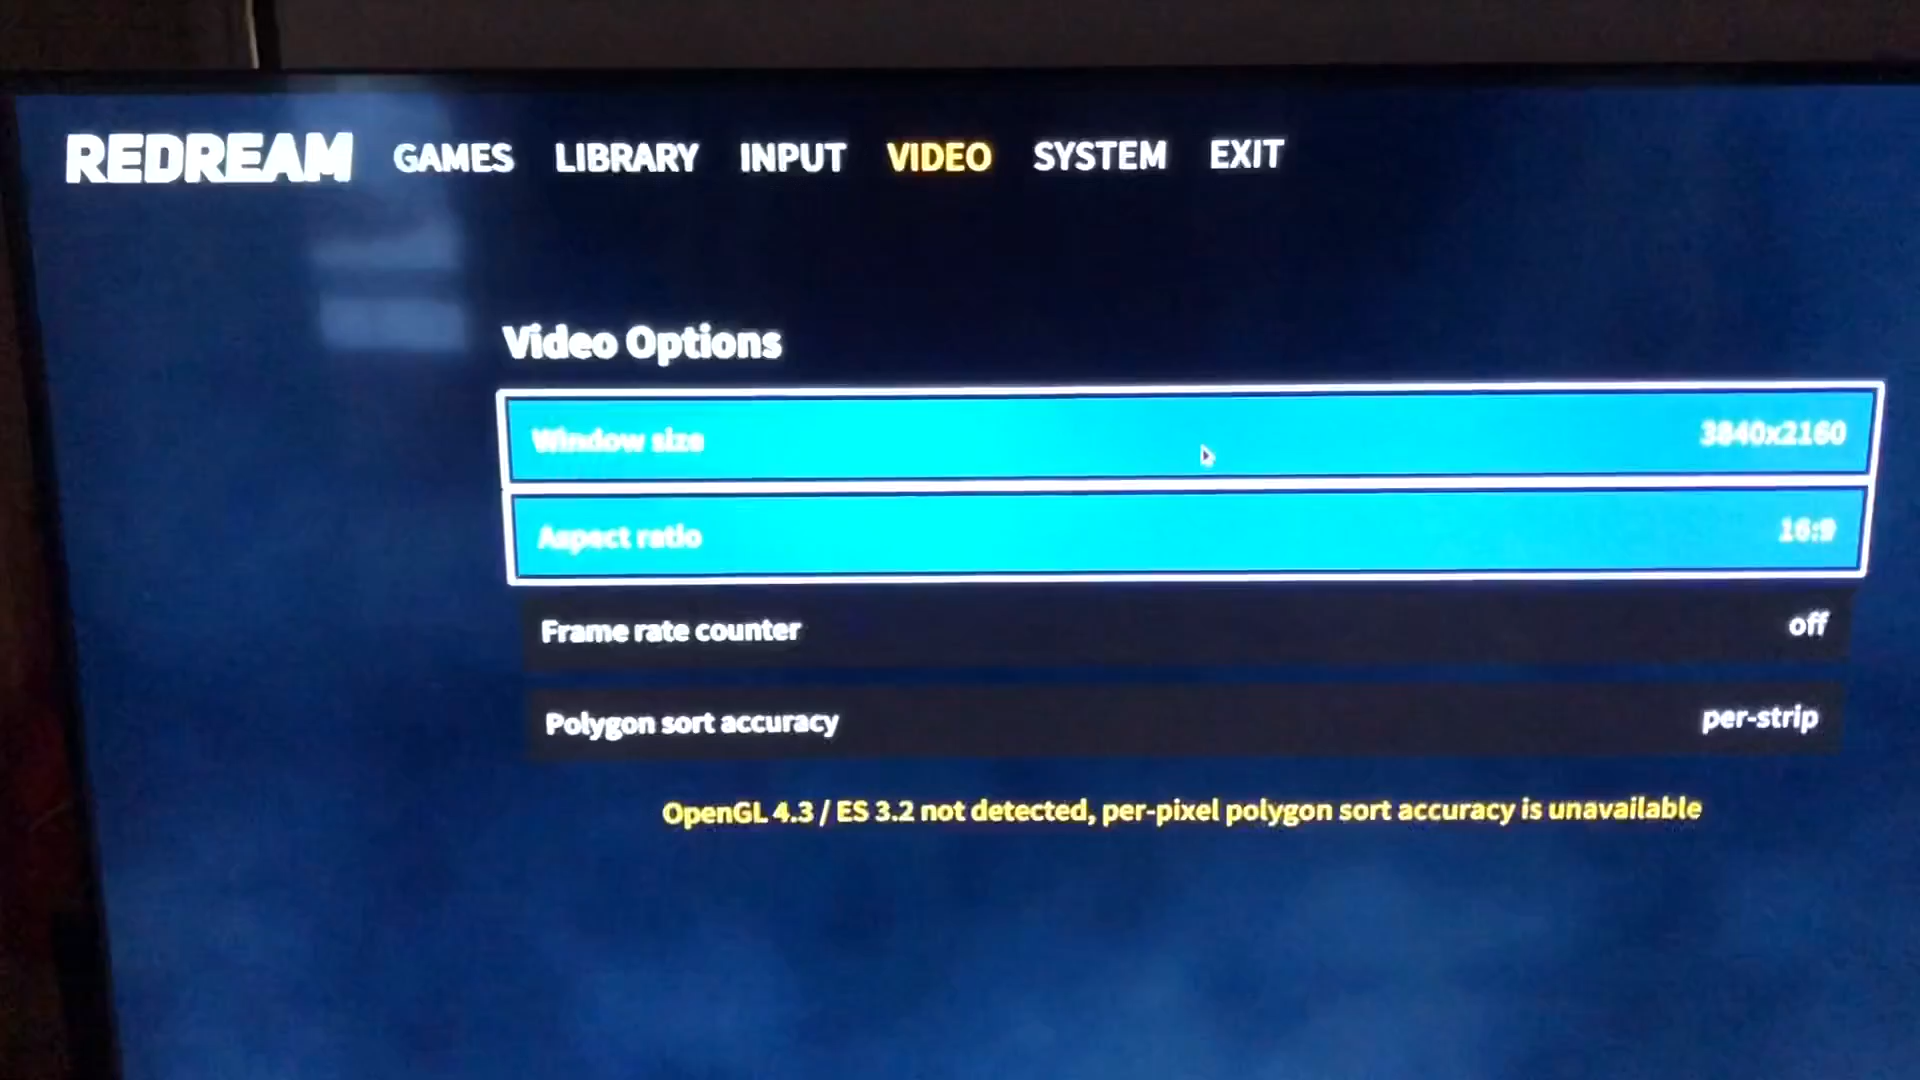 REDREAM GAMES LIBRARY INPUT VIDEO SYSTEM EXIT
Video Options
Window size 3840x2160
Aspect ratio 16:9
Frame rate counter off
Polygon sort accuracy per-strip
OpenGL 4.3 / ES 3.2 not detected, per-pixel polygon sort accuracy is unavailable